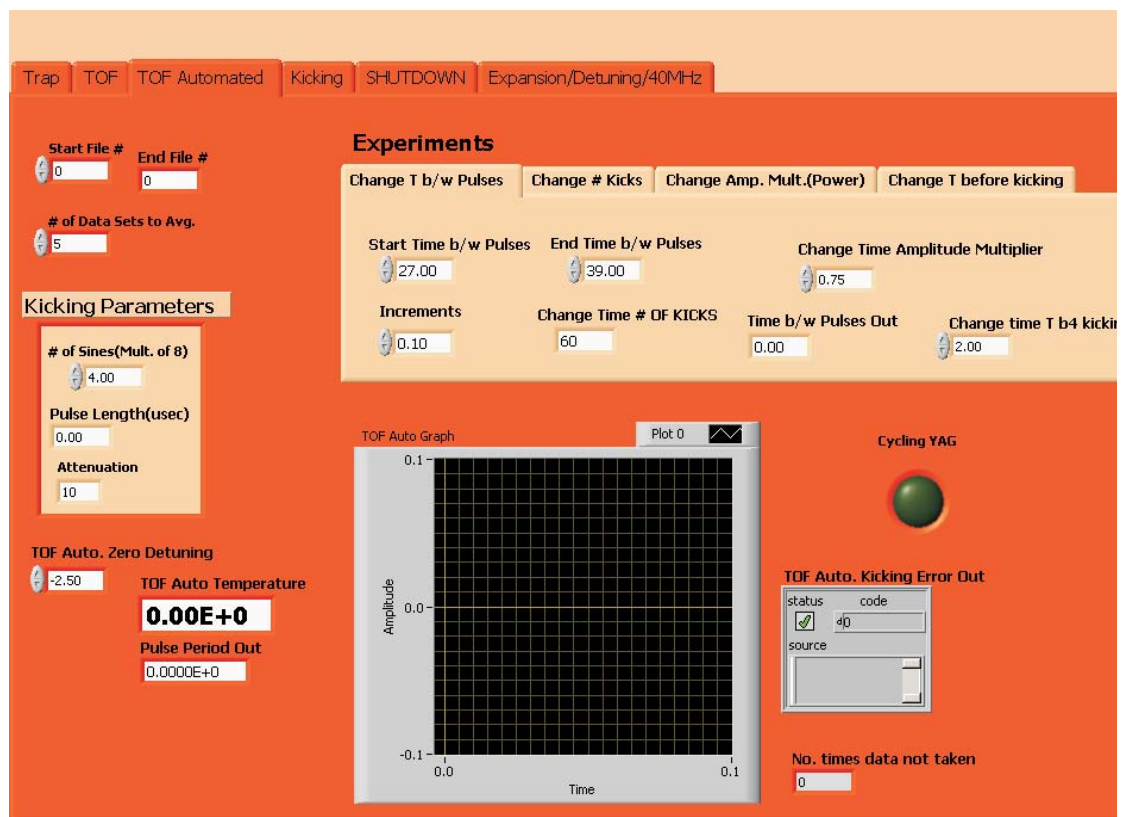 Trap TOF TOF Automated Kicking SHUTDOWN Expansion/Detuning/40MHz
Start File #
0
End File #
0
# of Data Sets to Avg.
5
Kicking Parameters
# of Sines(Mult. of 8)
4.00
Pulse Length(usec)
0.00
Attenuation
10
TOF Auto. Zero Detuning
-2.50
TOF Auto Temperature
0.00E+0
Pulse Period Out
0.0000E+0
Experiments
Change T b/w Pulses Change # Kicks Change Amp. Mult.(Power) Change T before kicking
Start Time b/w Pulses
27.00
End Time b/w Pulses
39.00
Change Time Amplitude Multiplier
0.75
Increments
0.10
Change Time # OF KICKS
60
Time b/w Pulses Out
0.00
Change time T b4 kickin
2.00
TOF Auto Graph
Plot 0
0.1
0.0
-0.1
Amplitude
0.0
0.1
Time
Cycling YAG
TOF Auto. Kicking Error Out
status code
d0
source
No. times data not taken
0